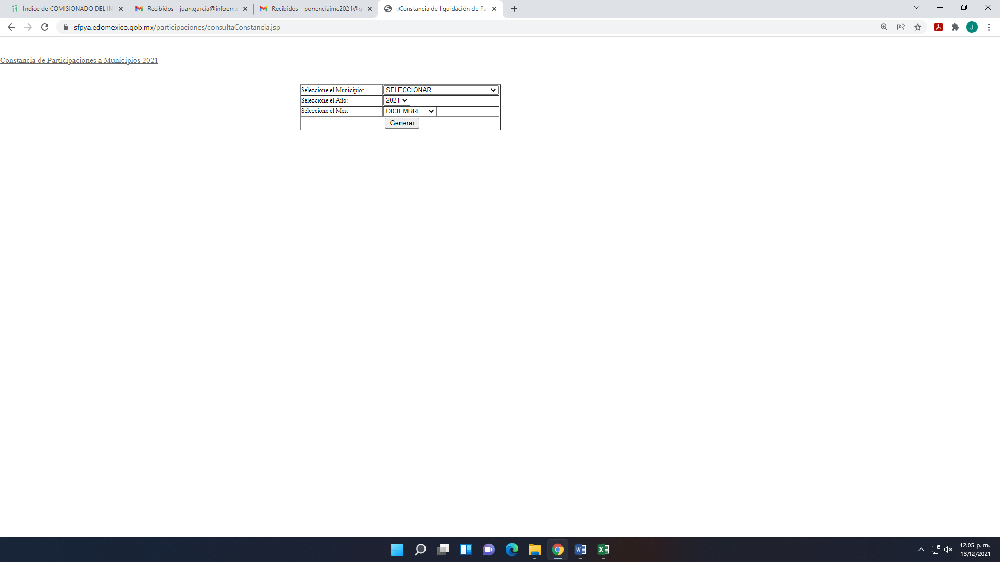 Índice de COMISIONADO DEL IN
Recibidos - juan.garcia@infoem.c
Recibidos - ponenciajmc2021@g
::Constancia de liquidación de Pa
sfpya.edomexico.gob.mx/participaciones/consultaConstancia.jsp
J
Constancia de Participaciones a Municipios 2021
Seleccione el Municipio: SELECCIONAR...
Seleccione el Año: 2021
Seleccione el Mes: DICIEMBRE
Generar
12:05 p. m.
13/12/2021